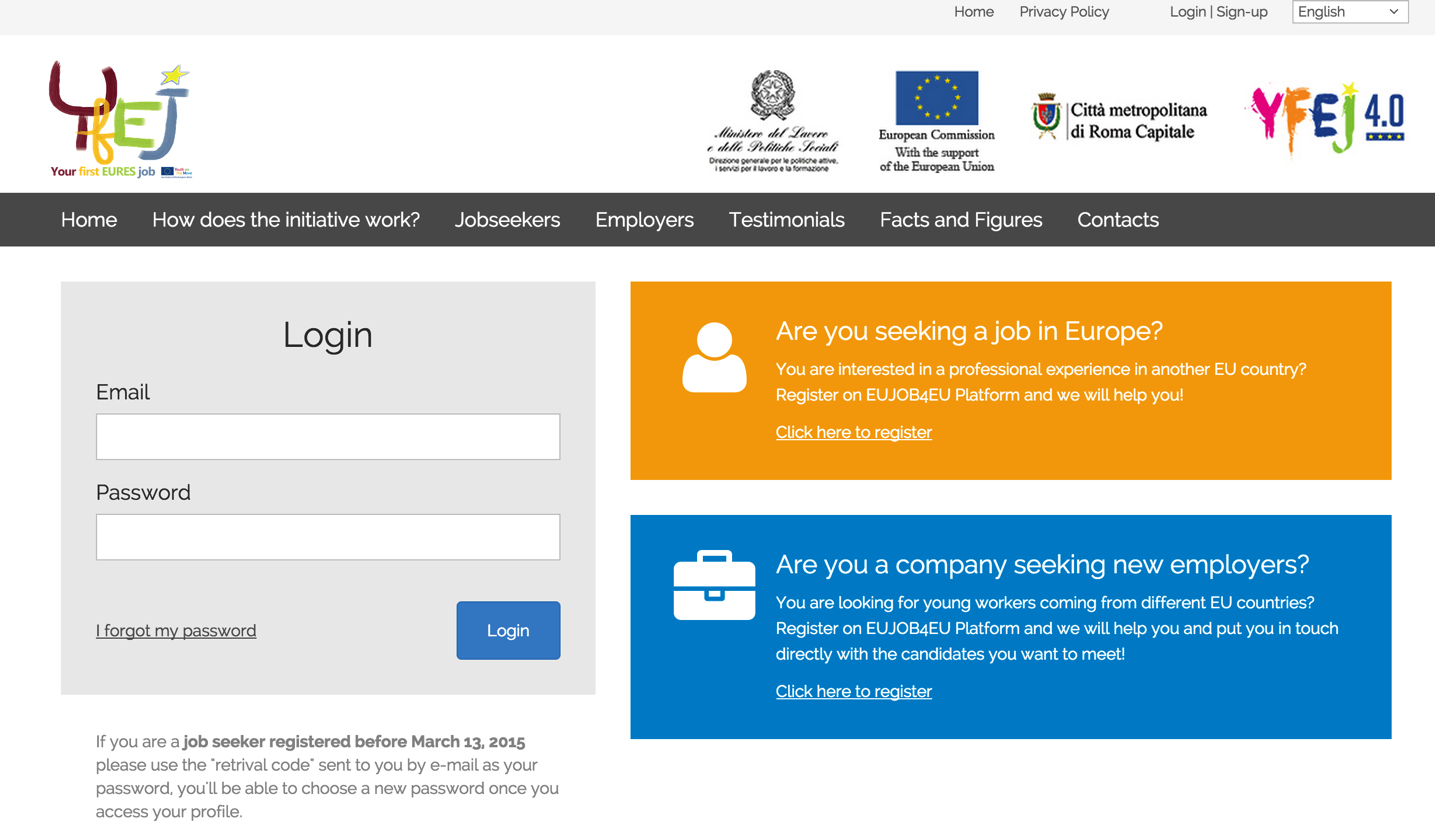 Home Privacy Policy Login | Sign-up English
YfEJ
Your first EURES job
Ministero del Lavoro
e delle Politiche Sociali
Direzione generale per le politiche attive,
i servizi per il lavoro e la formazione
European Commission
With the support
of the European Union
Città metropolitana
di Roma Capitale
YFEJ 4.0
Home How does the initiative work? Jobseekers Employers Testimonials Facts and Figures Contacts
Login
Email
Password
I forgot my password Login
If you are a job seeker registered before March 13, 2015
please use the "retrival code" sent to you by e-mail as your
password, you'll be able to choose a new password once you
access your profile.
Are you seeking a job in Europe?
You are interested in a professional experience in another EU country?
Register on EUJOB4EU Platform and we will help you!
Click here to register
Are you a company seeking new employers?
You are looking for young workers coming from different EU countries?
Register on EUJOB4EU Platform and we will help you and put you in touch
directly with the candidates you want to meet!
Click here to register